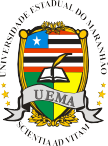 UNIVERSIDADE ESTADUAL DO MARANHÃO
UEMA
SCIENTIA AD VITAM